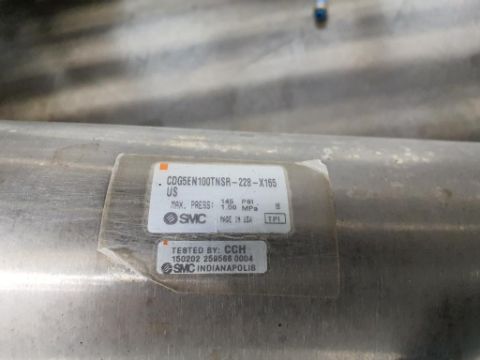 CDG5EN100TNSR-228-X165
US
MAX. PRESS: 145 PSI
1.00 MPa
SMC MADE IN USA TPI
TESTED BY: CCH
150202 259566 0004
SMC INDIANAPOLIS